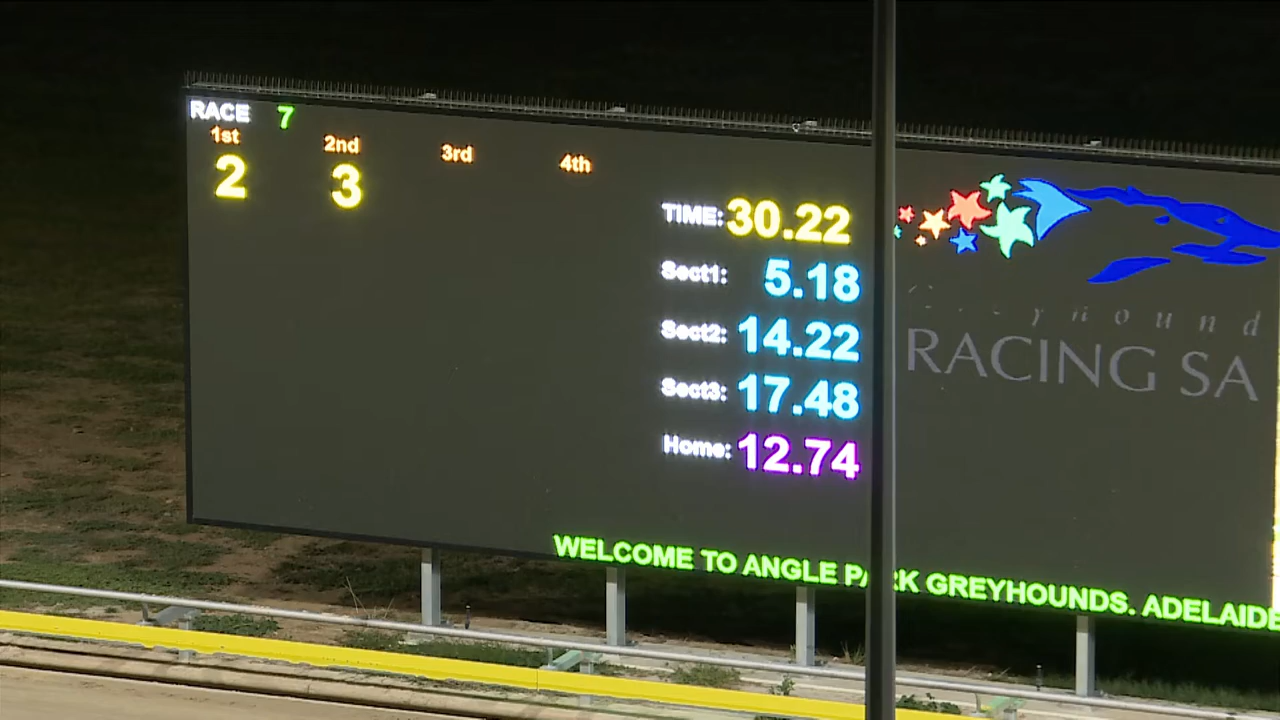 RACE 7
1st 2nd 3rd 4th
2 3
TIME: 30.22
Sect1: 5.18
Sect2: 14.22
Sect3: 17.48
Home: 12.74
RACING SA
WELCOME TO ANGLE PARK GREYHOUNDS. ADELAIDE